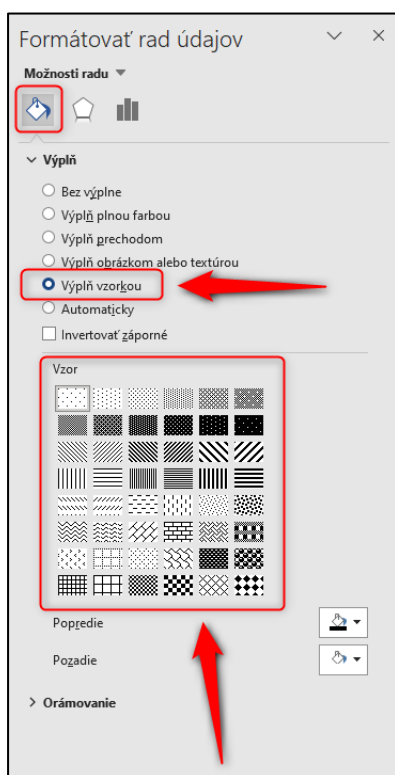 Formátovať rad údajov
Možnosti radu
Výplň
Bez výplne
Výplň plnou farbou
Výplň prechodom
Výplň obrázkom alebo textúrou
Výplň vzorkou
Automaticky
Invertovať záporné
Vzor
Popredie
Pozadie
Orámovanie